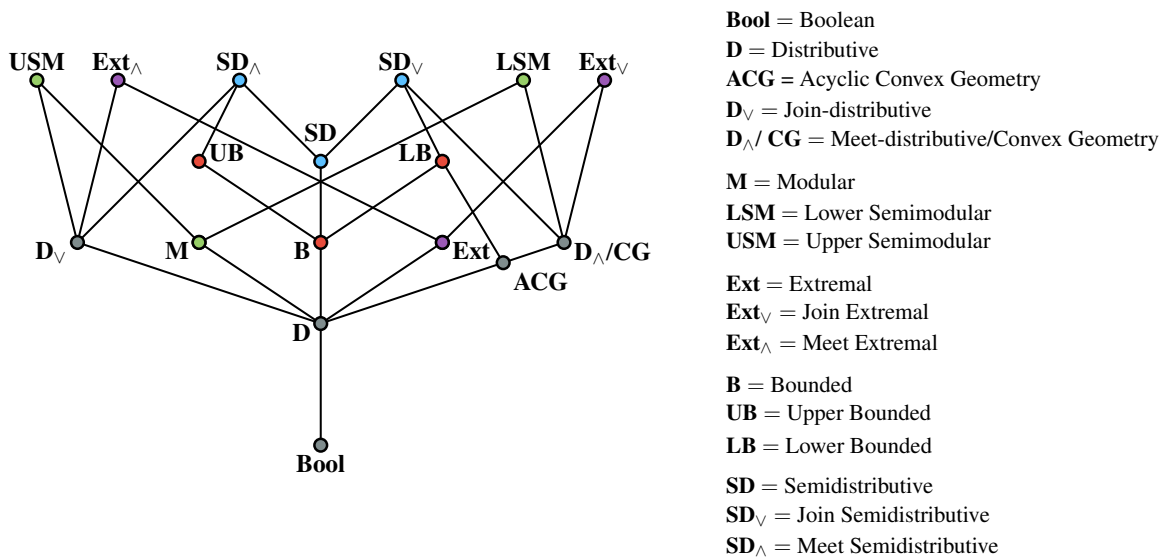 USM Ext∧ SD∧ SD∨ LSM Ext∨
SD
UB LB
D∨ M B Ext D∧/CG
ACG
D
Bool
Bool = Boolean
D = Distributive
ACG = Acyclic Convex Geometry
D∨ = Join-distributive
D∧/ CG = Meet-distributive/Convex Geometry
M = Modular
LSM = Lower Semimodular
USM = Upper Semimodular
Ext = Extremal
Ext∨ = Join Extremal
Ext∧ = Meet Extremal
B = Bounded
UB = Upper Bounded
LB = Lower Bounded
SD = Semidistributive
SD∨ = Join Semidistributive
SD∧ = Meet Semidistributive